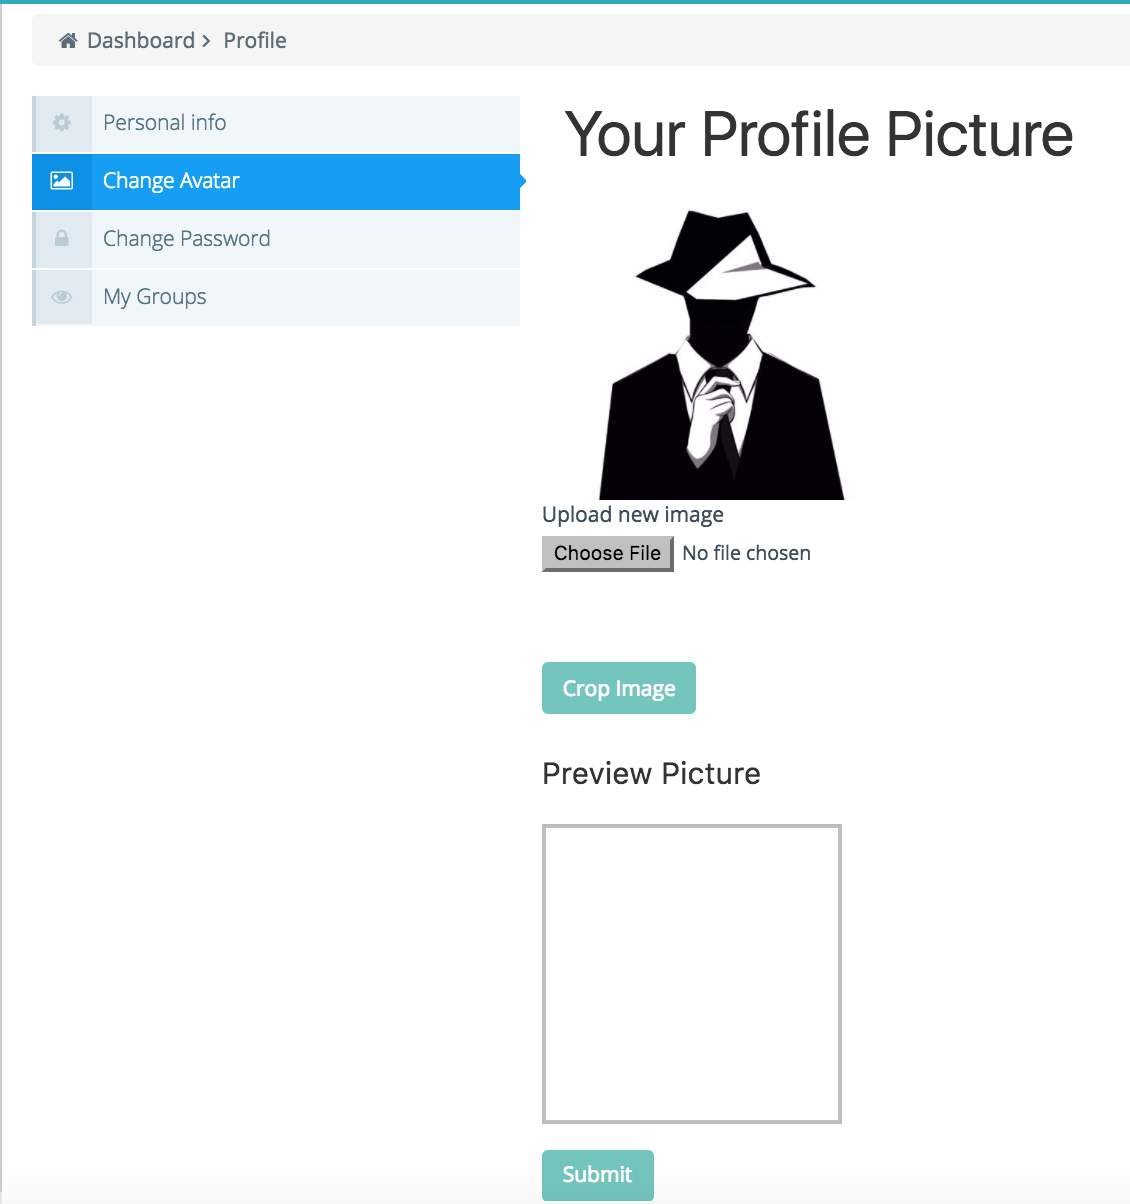 Dashboard > Profile
Personal info
Change Avatar
Change Password
My Groups
Your Profile Picture
Upload new image
Choose File No file chosen
Crop Image
Preview Picture
Submit